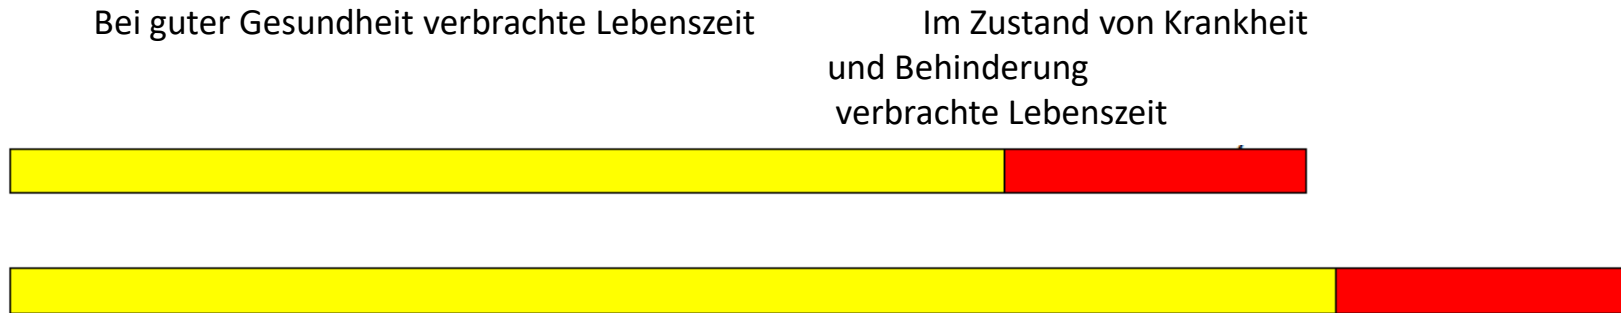 Bei guter Gesundheit verbrachte Lebenszeit
Im Zustand von Krankheit
und Behinderung
verbrachte Lebenszeit